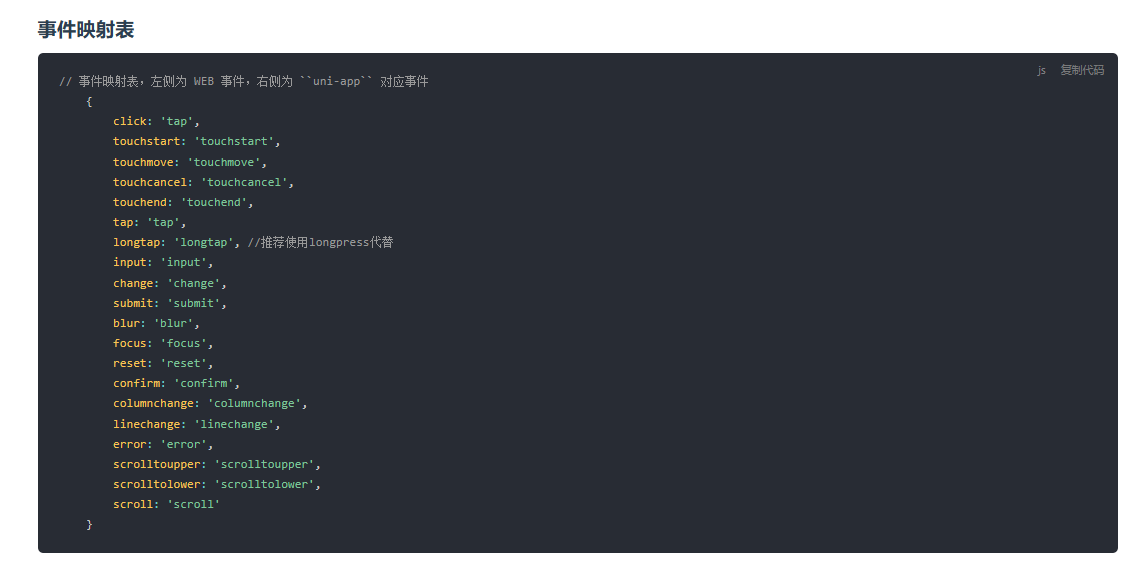 事件映射表
js 复制代码
// 事件映射表，左侧为 WEB 事件，右侧为 ``uni-app`` 对应事件
{
click: 'tap',
touchstart: 'touchstart',
touchmove: 'touchmove',
touchcancel: 'touchcancel',
touchend: 'touchend',
tap: 'tap',
longtap: 'longtap', //推荐使用longpress代替
input: 'input',
change: 'change',
submit: 'submit',
blur: 'blur',
focus: 'focus',
reset: 'reset',
confirm: 'confirm',
columnchange: 'columnchange',
linechange: 'linechange',
error: 'error',
scrolltoupper: 'scrolltoupper',
scrolltolower: 'scrolltolower',
scroll: 'scroll'
}